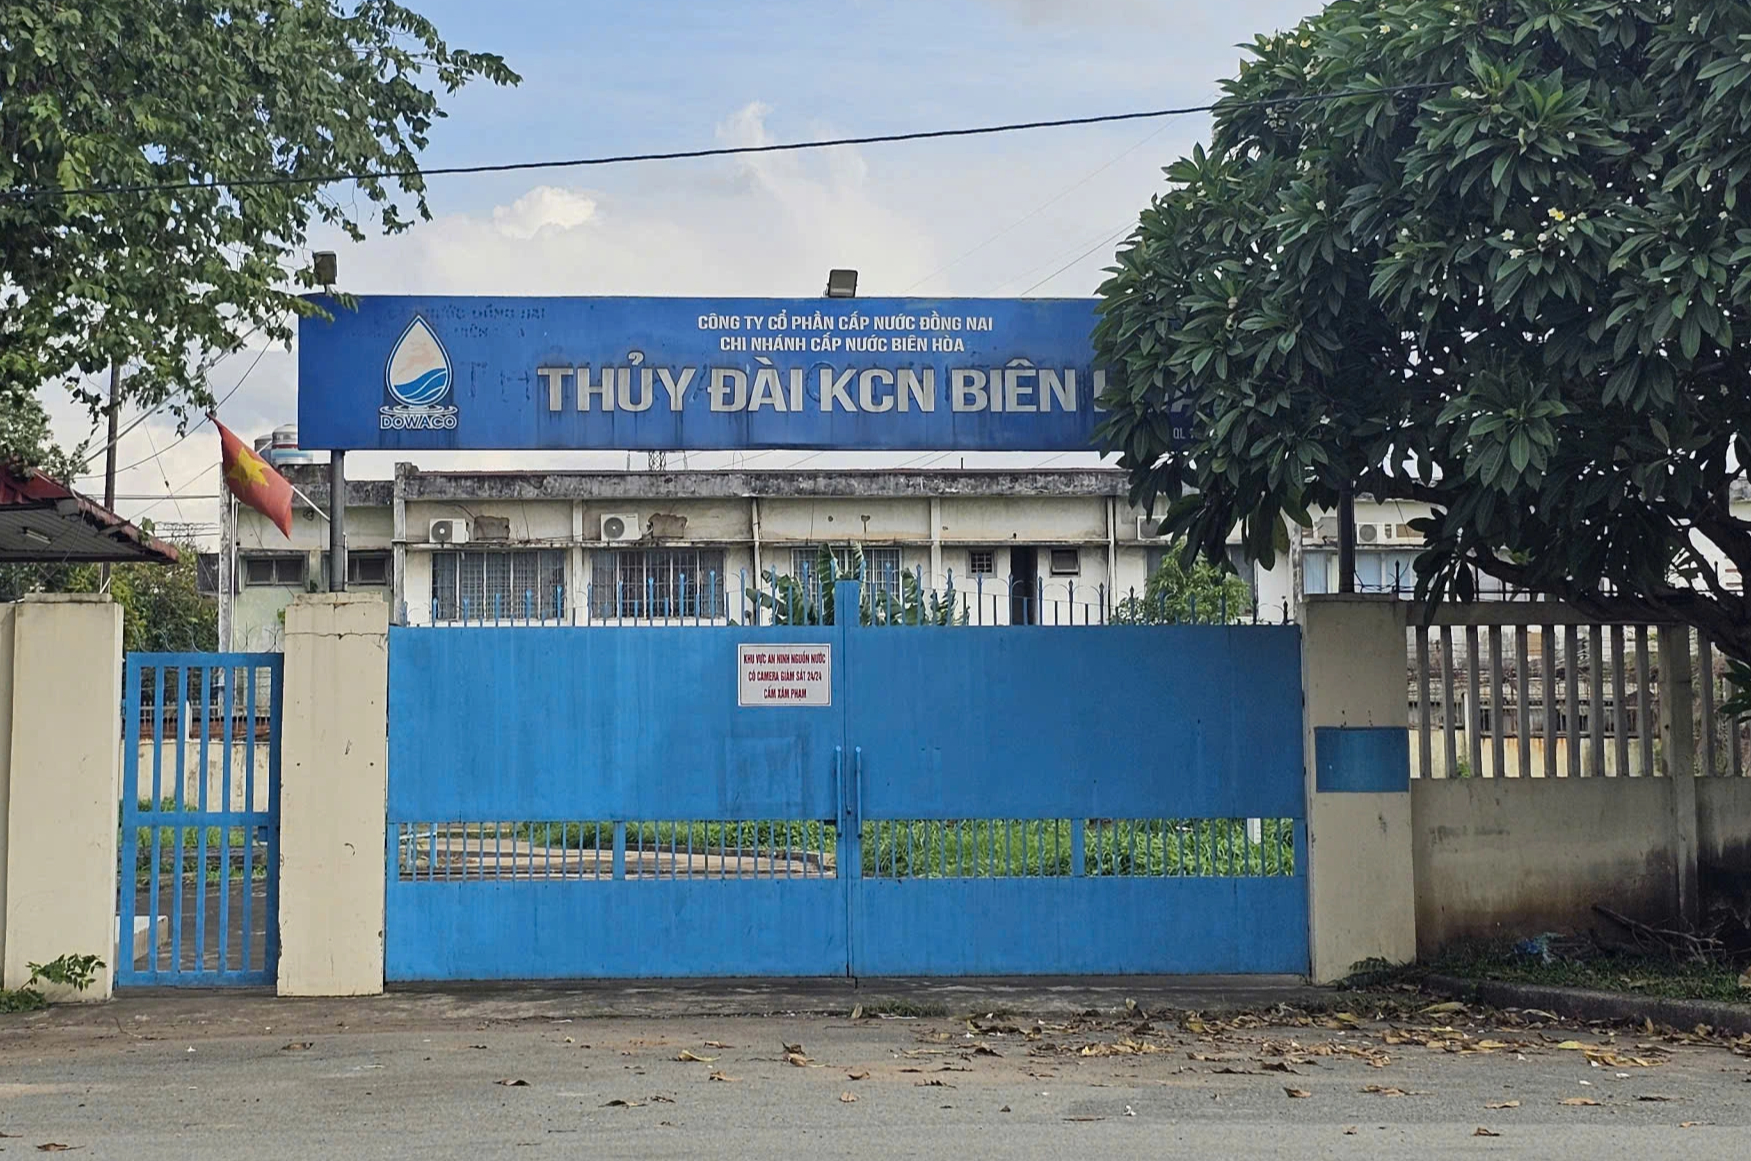 DOWACO
CÔNG TY CỔ PHẦN CẤP NƯỚC ĐỒNG NAI
CHI NHÁNH CẤP NƯỚC BIÊN HÒA
THỦY ĐÀI KCN BIÊN
QL
KHU VỰC AN NINH NGUỒN NƯỚC
CÓ CAMERA GIÁM SÁT 24/24
CẤM XÂM PHẠM